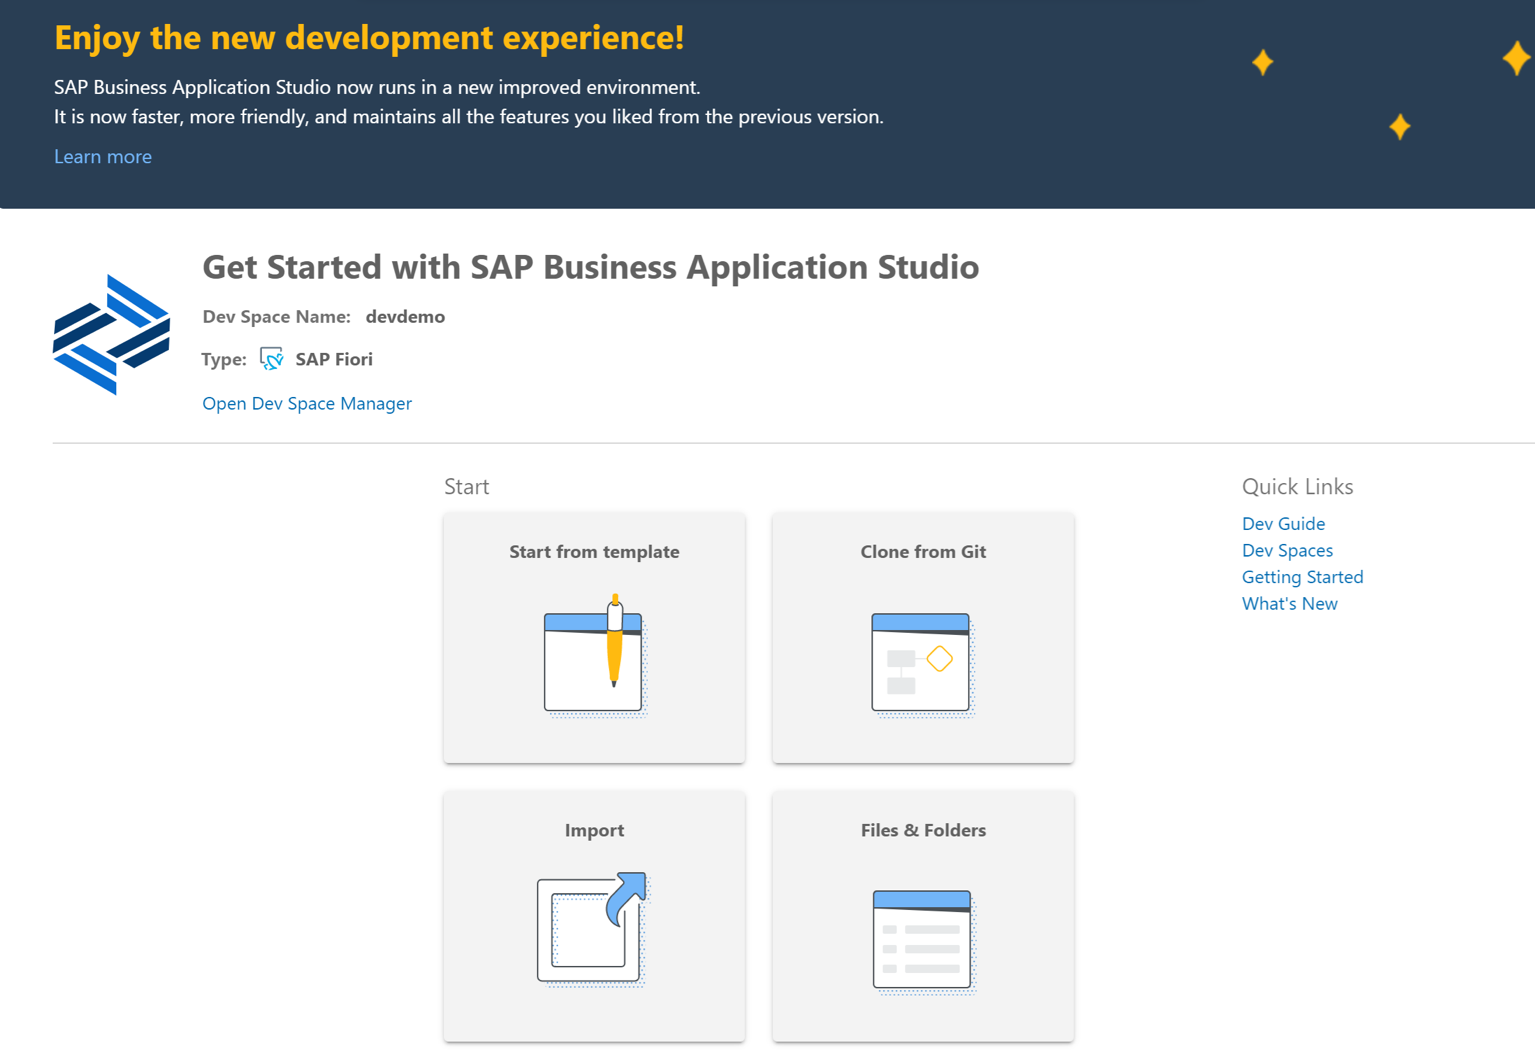 Enjoy the new development experience!
SAP Business Application Studio now runs in a new improved environment.
It is now faster, more friendly, and maintains all the features you liked from the previous version.
Learn more
Get Started with SAP Business Application Studio
Dev Space Name: devdemo
Type: SAP Fiori
Open Dev Space Manager
Start
Start from template
Clone from Git
Import
Files & Folders
Quick Links
Dev Guide
Dev Spaces
Getting Started
What's New